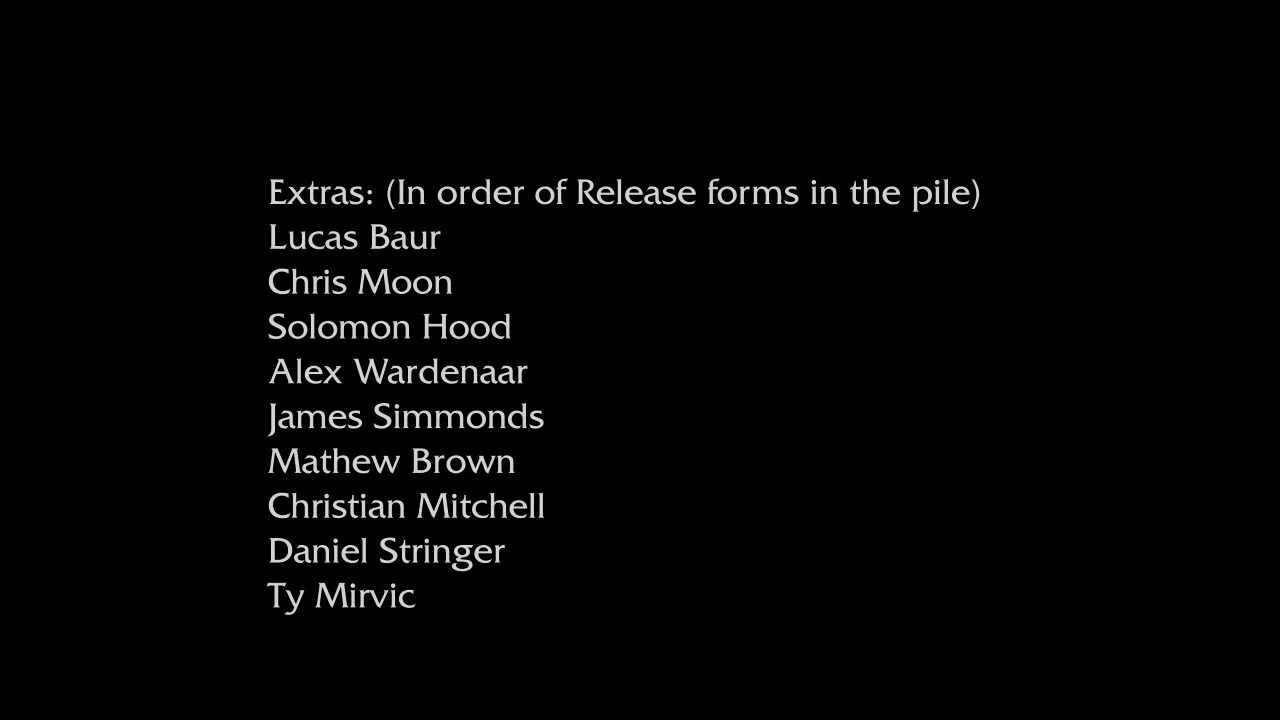 Extras: (In order of Release forms in the pile)
Lucas Baur
Chris Moon
Solomon Hood
Alex Wardenaar
James Simmonds
Mathew Brown
Christian Mitchell
Daniel Stringer
Ty Mirvic